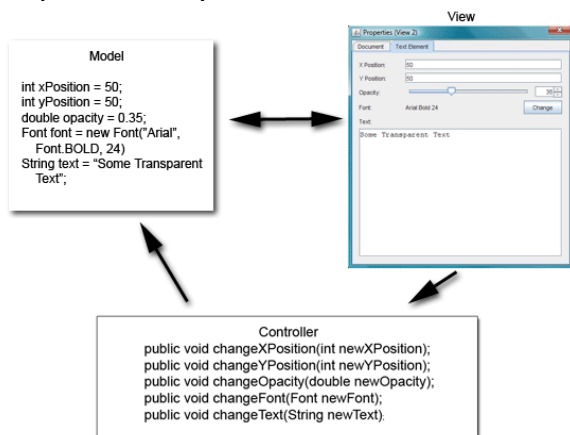 View
Model
int xPosition = 50;
int yPosition = 50;
double opacity = 0.35;
Font font = new Font("Arial",
Font.BOLD, 24)
String text = “Some Transparent
Text”;
Properties (View 2)
Document Text Element
X Position: 50
Y Position: 50
Opacity: 35
Font: Arial Bold 24 Change
Text:
Some Transparent Text
Controller
public void changeXPosition(int newXPosition);
public void changeYPosition(int newYPosition);
public void changeOpacity(double newOpacity);
public void changeFont(Font newFont);
public void changeText(String newText);